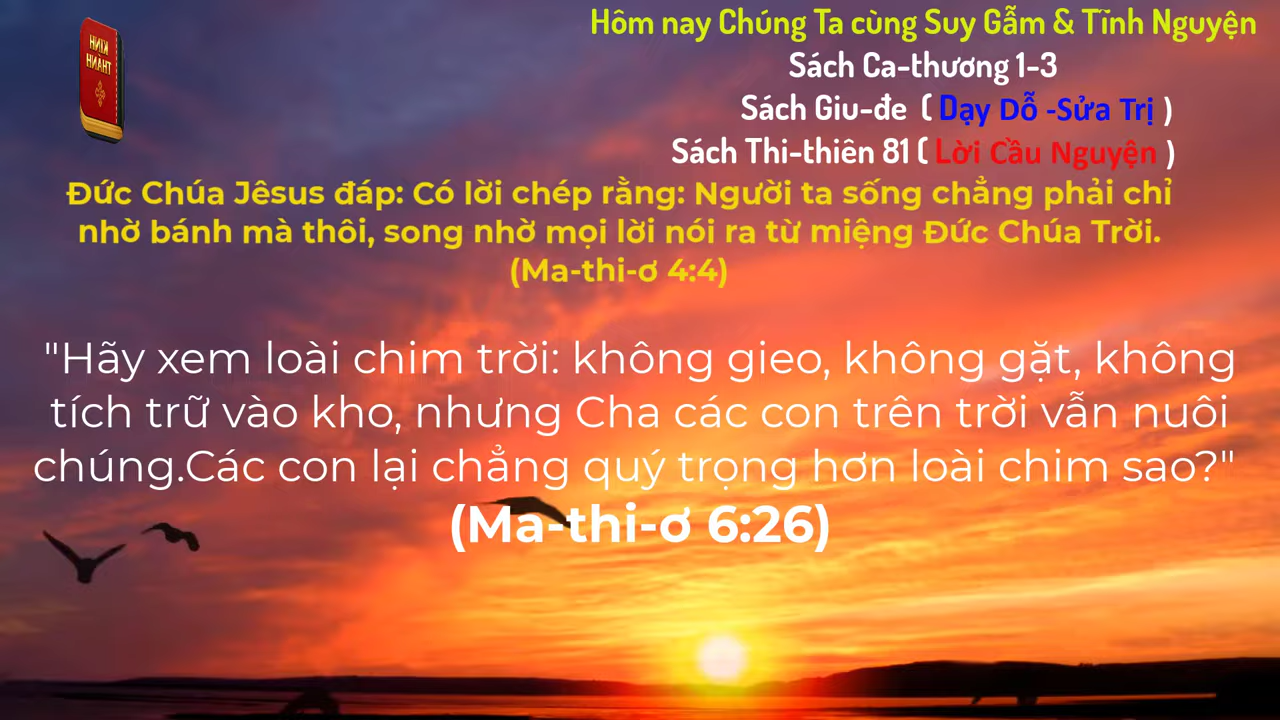 KINH
THÁNH
Hôm nay Chúng Ta cùng Suy Gẫm & Tĩnh Nguyện
Sách Ca-thương 1-3
Sách Giu-đe ( Dạy Dỗ -Sửa Trị )
Sách Thi-thiên 81 ( Lời Cầu Nguyện )
Đức Chúa Jêsus đáp: Có lời chép rằng: Người ta sống chẳng phải chỉ
nhờ bánh mà thôi, song nhờ mọi lời nói ra từ miệng Đức Chúa Trời.
(Ma-thi-ơ 4:4)
"Hãy xem loài chim trời: không gieo, không gặt, không
tích trữ vào kho, nhưng Cha các con trên trời vẫn nuôi
chúng.Các con lại chẳng quý trọng hơn loài chim sao?"
(Ma-thi-ơ 6:26)